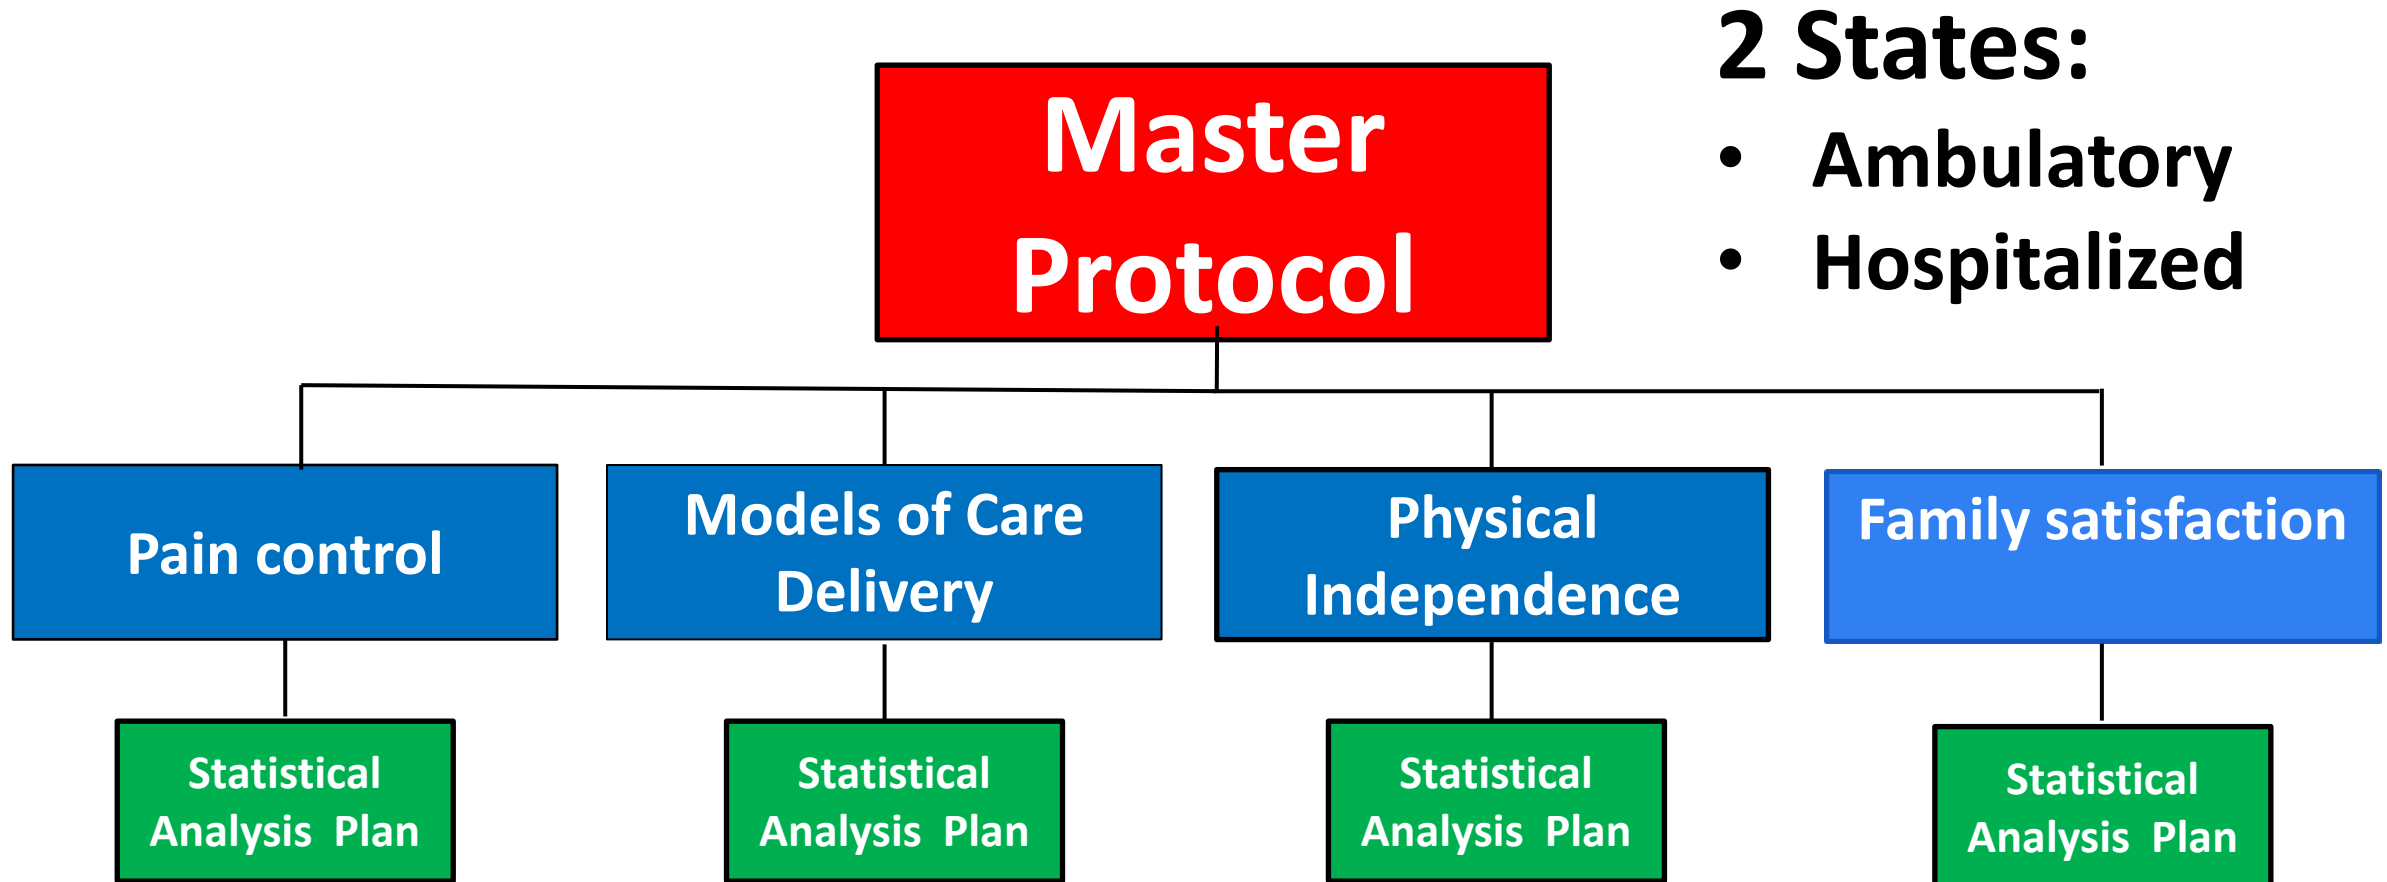 2 States:
• Ambulatory
• Hospitalized
Master
Protocol
Pain control
Models of Care
Delivery
Physical
Independence
Family satisfaction
Statistical
Analysis Plan
Statistical
Analysis Plan
Statistical
Analysis Plan
Statistical
Analysis Plan